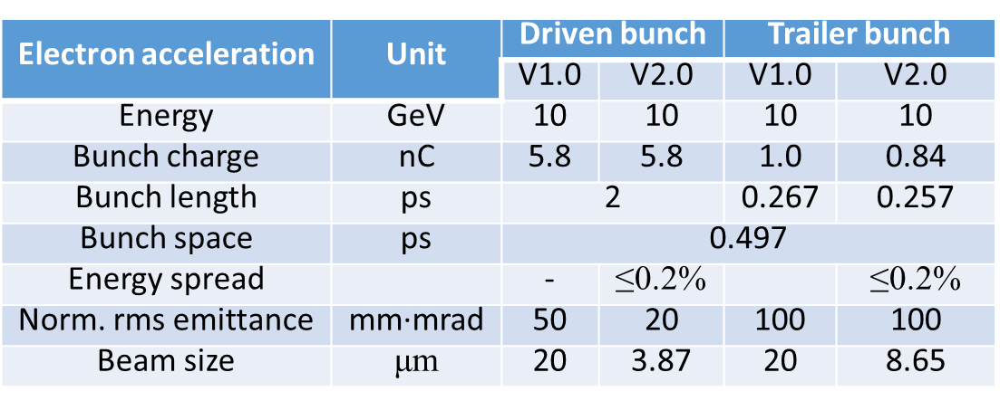 Electron acceleration Unit Driven bunch Trailer bunch
V1.0 V2.0 V1.0 V2.0
Energy GeV 10 10 10 10
Bunch charge nC 5.8 5.8 1.0 0.84
Bunch length ps 2 0.267 0.257
Bunch space ps 0.497
Energy spread - ≤0.2% ≤0.2%
Norm. rms emittance mm·mrad 50 20 100 100
Beam size μm 20 3.87 20 8.65